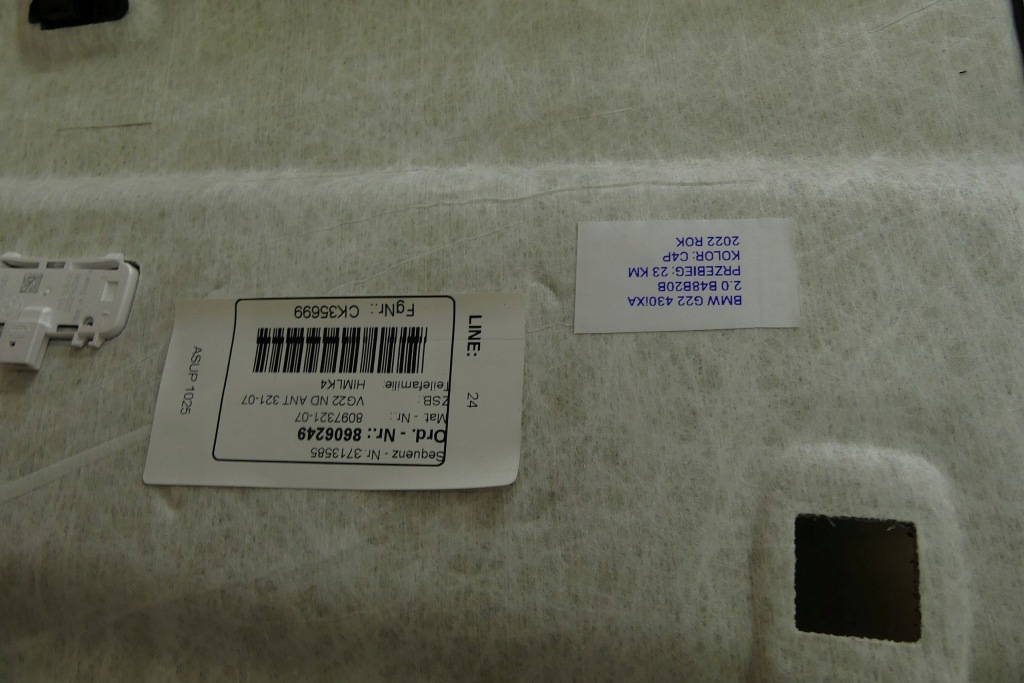 Sequenz - Nr. 3713585
Ord. - Nr.: 8606249
Mat - Nr.: 8097321-07
ZSB: VG22 ND ANT 321-07
Teilefamilie: HIMLK4
FgNr.: CK35699
LINE: 24
ASUP 1025
BMW G22 430iXA
2.0 B48B20B
PRZEBIEG: 23 KM
KOLOR: C4P
2022 ROK